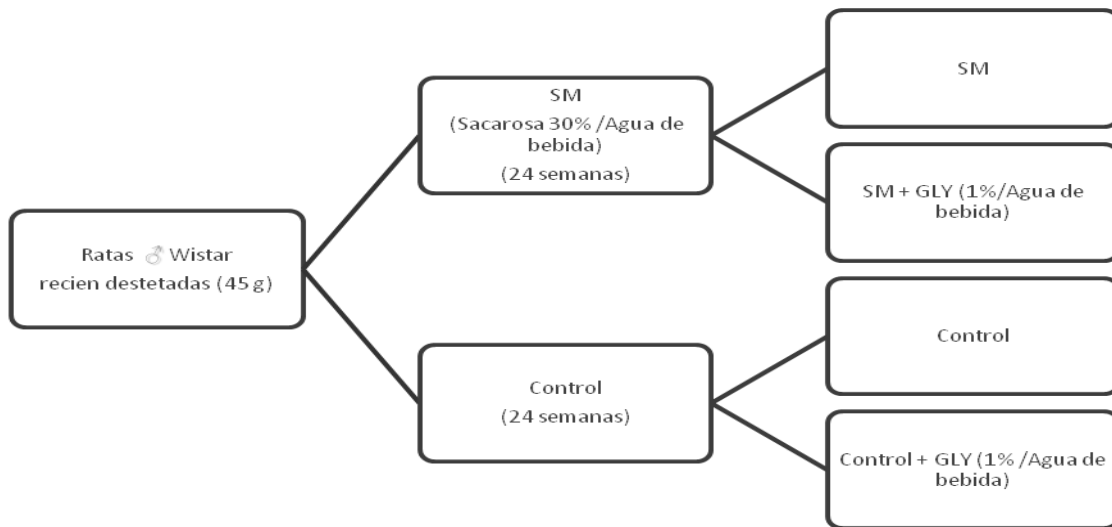 SM
(Sacarosa 30% /Agua de
bebida)
(24 semanas)
SM
SM + GLY (1%/Agua de
bebida)
Ratas ♂ Wistar
recien destetadas (45 g)
Control
(24 semanas)
Control
Control + GLY (1% /Agua de
bebida)